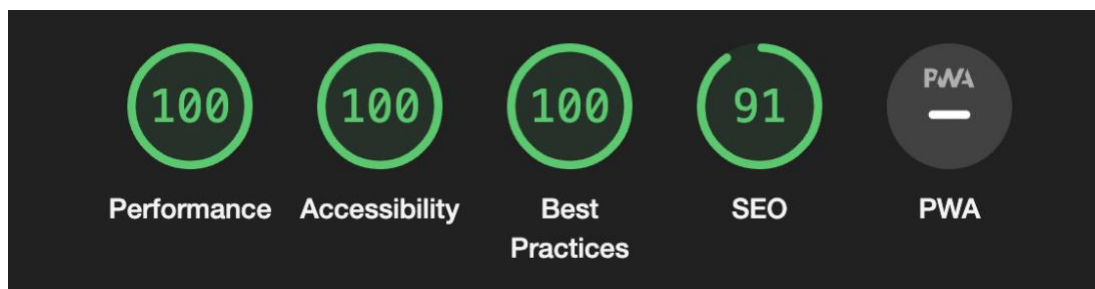 100
100
100
91
PWA
Performance
Accessibility
Best
Practices
SEO
PWA